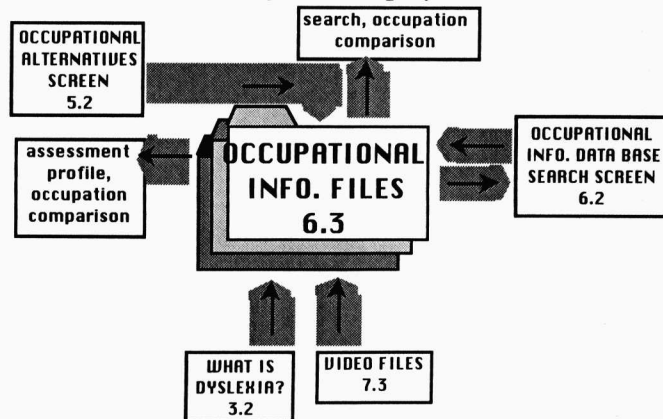 search, occupation
comparison
OCCUPATIONAL
ALTERNATIVES
SCREEN
5.2
assessment
profile,
occupation
comparison
OCCUPATIONAL
INFO. FILES
6.3
OCCUPATIONAL
INFO. DATA BASE
SEARCH SCREEN
6.2
WHAT IS
DYSLEXIA?
3.2
VIDEO FILES
7.3